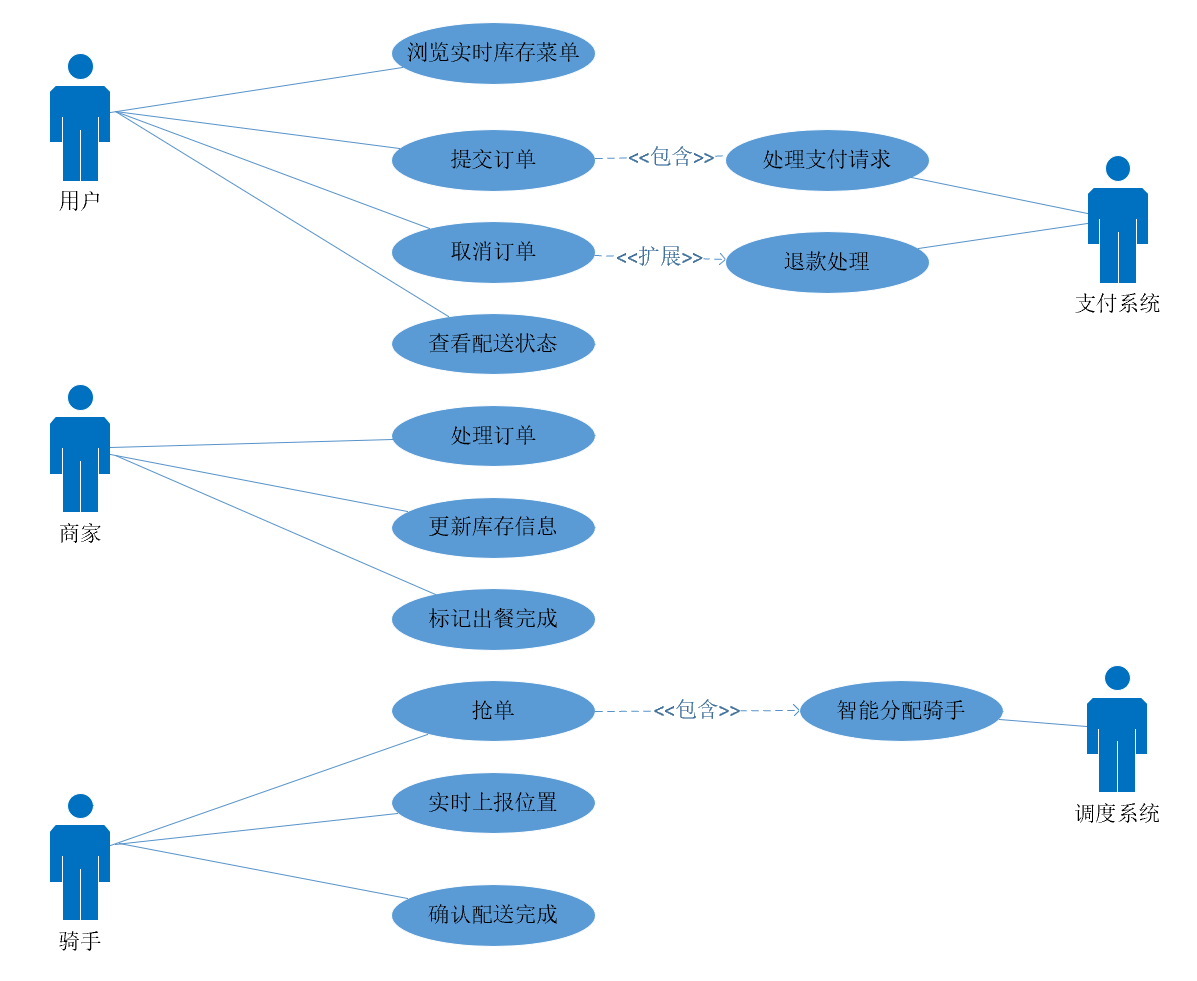 浏览实时库存菜单
提交订单
<<包含>>
处理支付请求
用户
取消订单
<<扩展>>
退款处理
支付系统
查看配送状态
处理订单
商家
更新库存信息
标记出餐完成
抢单
<<包含>>
智能分配骑手
实时上报位置
调度系统
确认配送完成
骑手